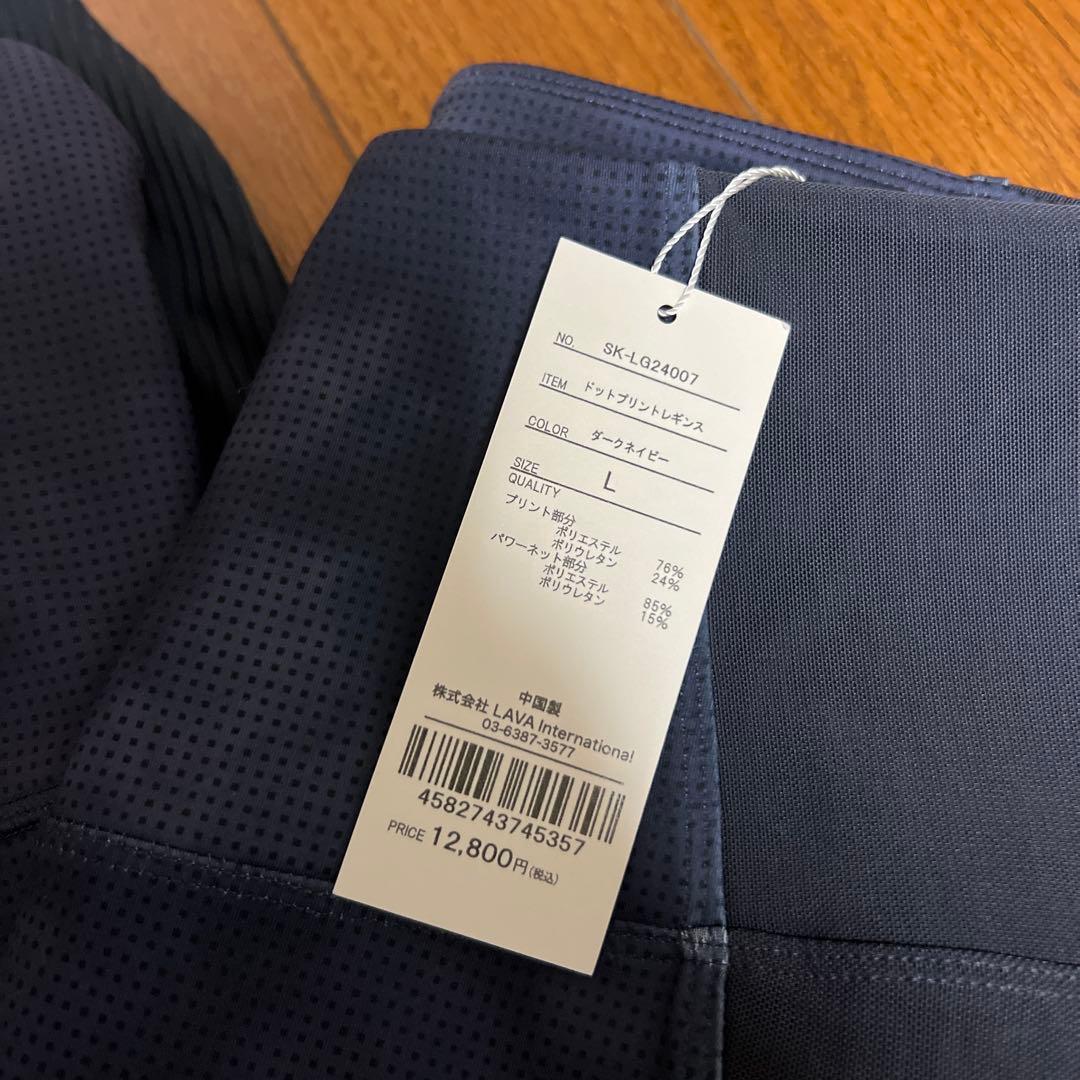 NO. SK-LG24007
ITEM ドットプリントレギンス
COLOR ダークネイビー
SIZE L
QUALITY
プリント部分
ポリエステル 76%
ポリウレタン 24%
パワーネット部分
ポリエステル 85%
ポリウレタン 15%
中国製
株式会社 LAVA International
03-6387-3577
4582743745357
PRICE 12,800円(税込)